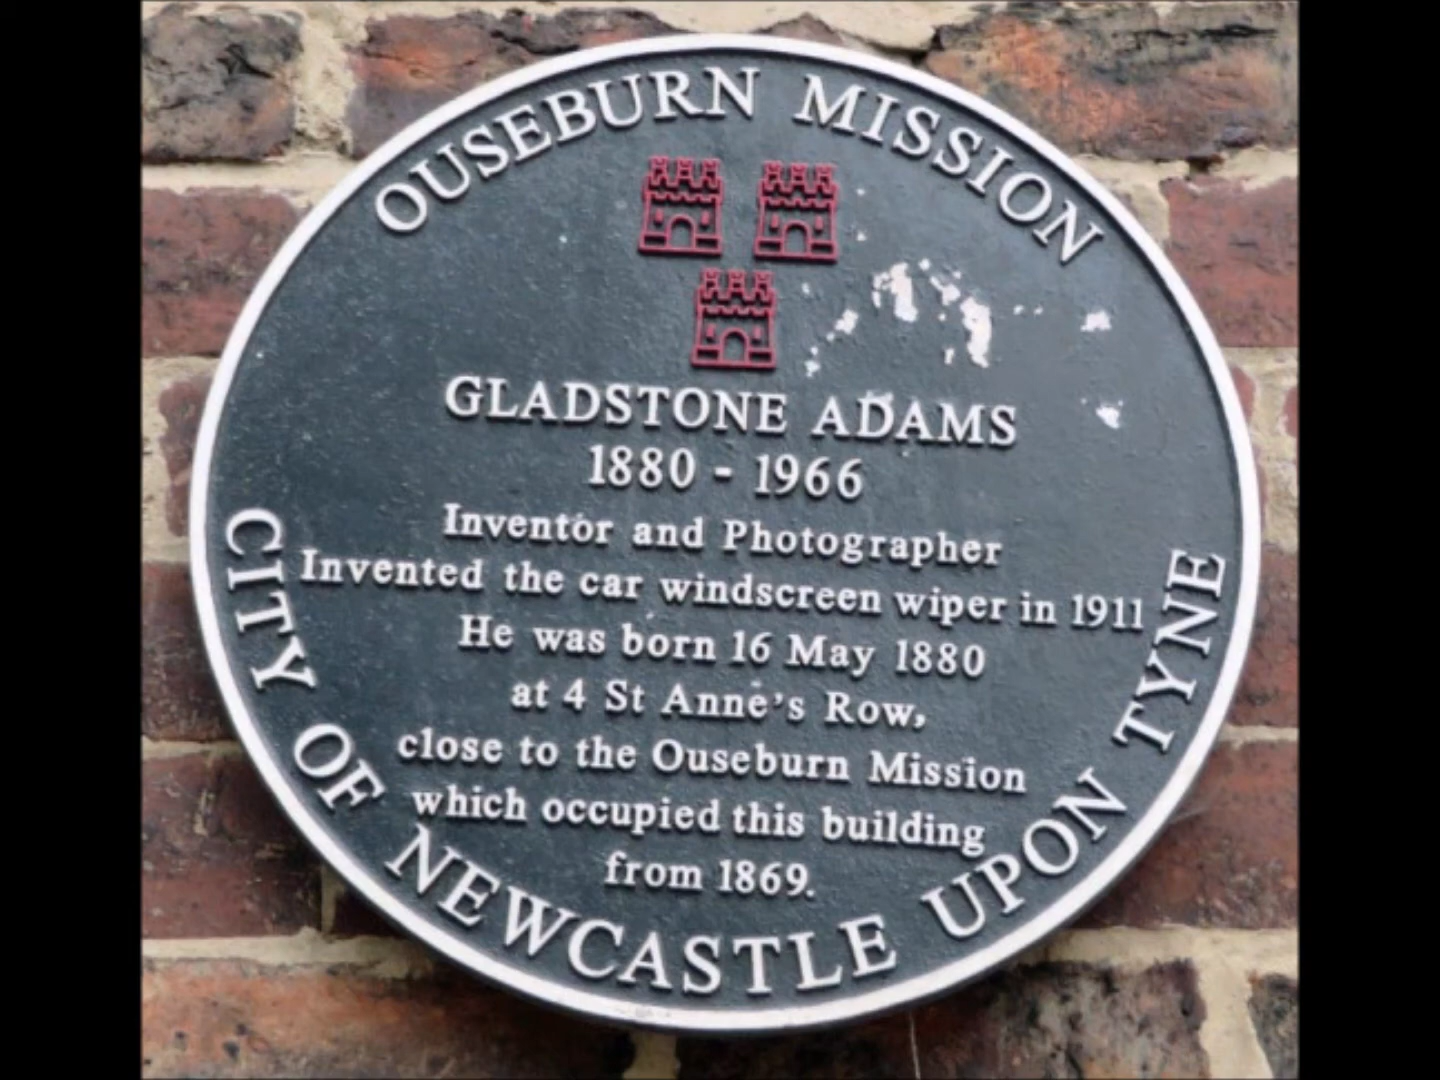 OUSEBURN MISSION
GLADSTONE ADAMS
1880 - 1966
Inventor and Photographer
Invented the car windscreen wiper in 1911
He was born 16 May 1880
at 4 St Anne's Row,
close to the Ouseburn Mission
which occupied this building
from 1869.
CITY OF NEWCASTLE UPON TYNE